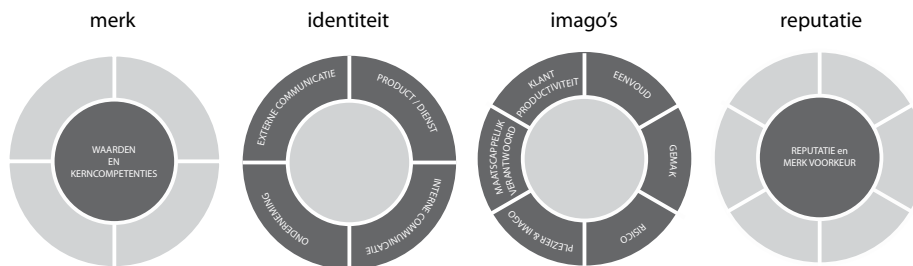 merk
identiteit
imago's
reputatie
WAARDEN
EN
KERNCOMPETENTIES
EXTERNE COMMUNICATIE
PRODUCT / DIENST
ONDERNEMING
INTERNE COMMUNICATIE
KLANT
PRODUCTIVITEIT
EENVOUD
MAATSCHAPPELIJK
VERANTWOORD
GEMAK
PLEZIER & IMAGO
RISICO
REPUTATIE en
MERK VOORKEUR